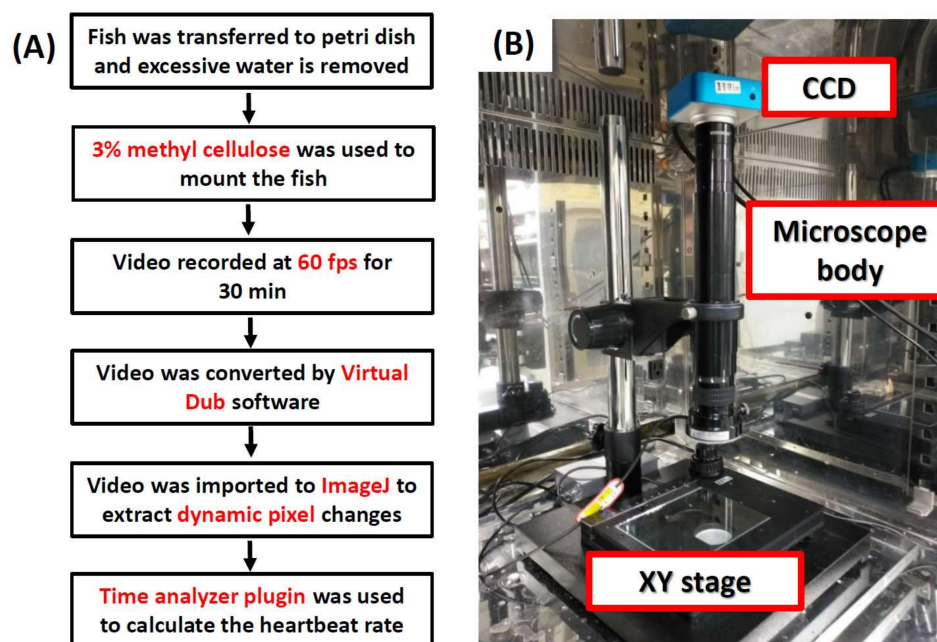 (A)
Fish was transferred to petri dish
and excessive water is removed
3% methyl cellulose was used to
mount the fish
Video recorded at 60 fps for
30 min
Video was converted by Virtual
Dub software
Video was imported to ImageJ to
extract dynamic pixel changes
Time analyzer plugin was used
to calculate the heartbeat rate
(B)
CCD
Microscope
body
XY stage